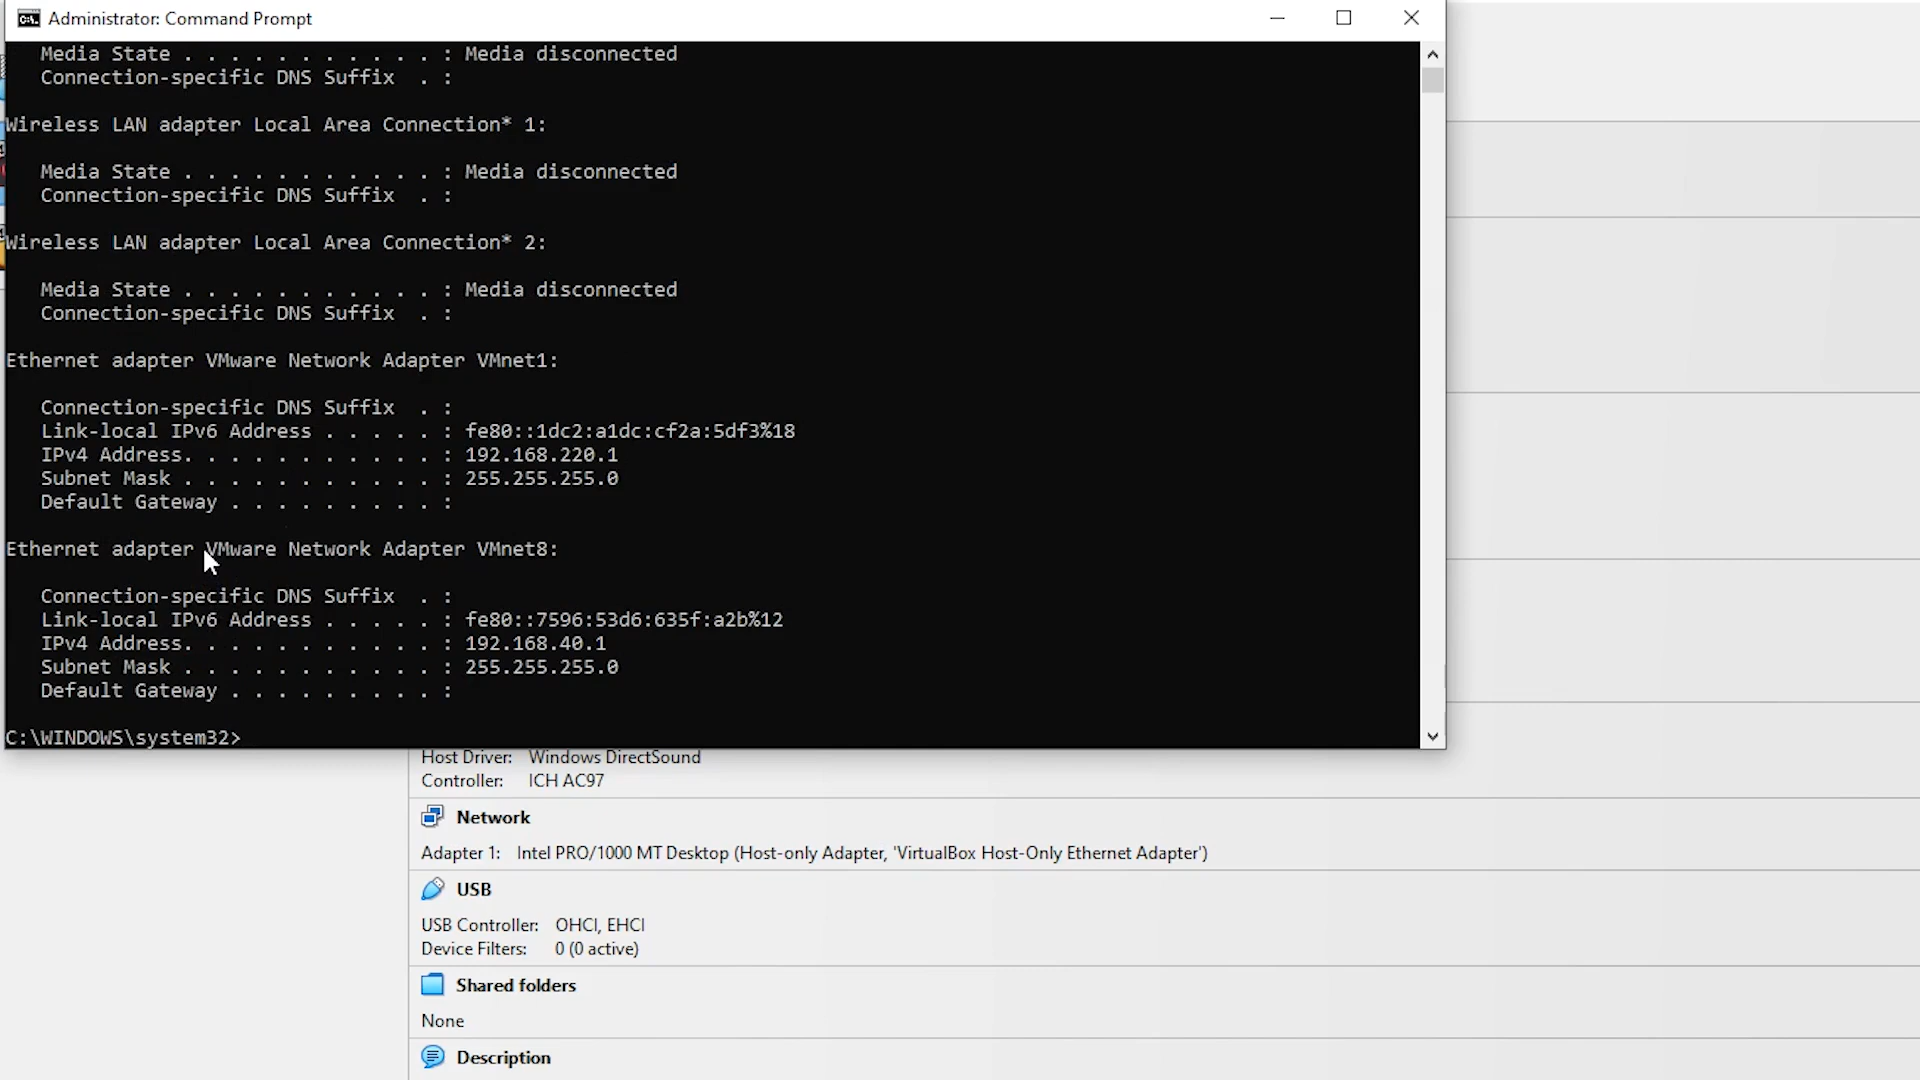 Administrator: Command Prompt
Media State . . . . . . . . . . . : Media disconnected
Connection-specific DNS Suffix  . :
Wireless LAN adapter Local Area Connection* 1:
Media State . . . . . . . . . . . : Media disconnected
Connection-specific DNS Suffix  . :
Wireless LAN adapter Local Area Connection* 2:
Media State . . . . . . . . . . . : Media disconnected
Connection-specific DNS Suffix  . :
Ethernet adapter VMware Network Adapter VMnet1:
Connection-specific DNS Suffix  . :
Link-local IPv6 Address . . . . . : fe80::1dc2:a1dc:cf2a:5df3%18
IPv4 Address. . . . . . . . . . . : 192.168.220.1
Subnet Mask . . . . . . . . . . . : 255.255.255.0
Default Gateway . . . . . . . . . :
Ethernet adapter VMware Network Adapter VMnet8:
Connection-specific DNS Suffix  . :
Link-local IPv6 Address . . . . . : fe80::7596:53d6:635f:a2b%12
IPv4 Address. . . . . . . . . . . : 192.168.40.1
Subnet Mask . . . . . . . . . . . : 255.255.255.0
Default Gateway . . . . . . . . . :
C:\WINDOWS\system32>
Host Driver: Windows DirectSound
Controller: ICH AC97
Network
Adapter 1: Intel PRO/1000 MT Desktop (Host-only Adapter, 'VirtualBox Host-Only Ethernet Adapter')
USB
USB Controller: OHCI, EHCI
Device Filters: 0 (0 active)
Shared folders
None
Description